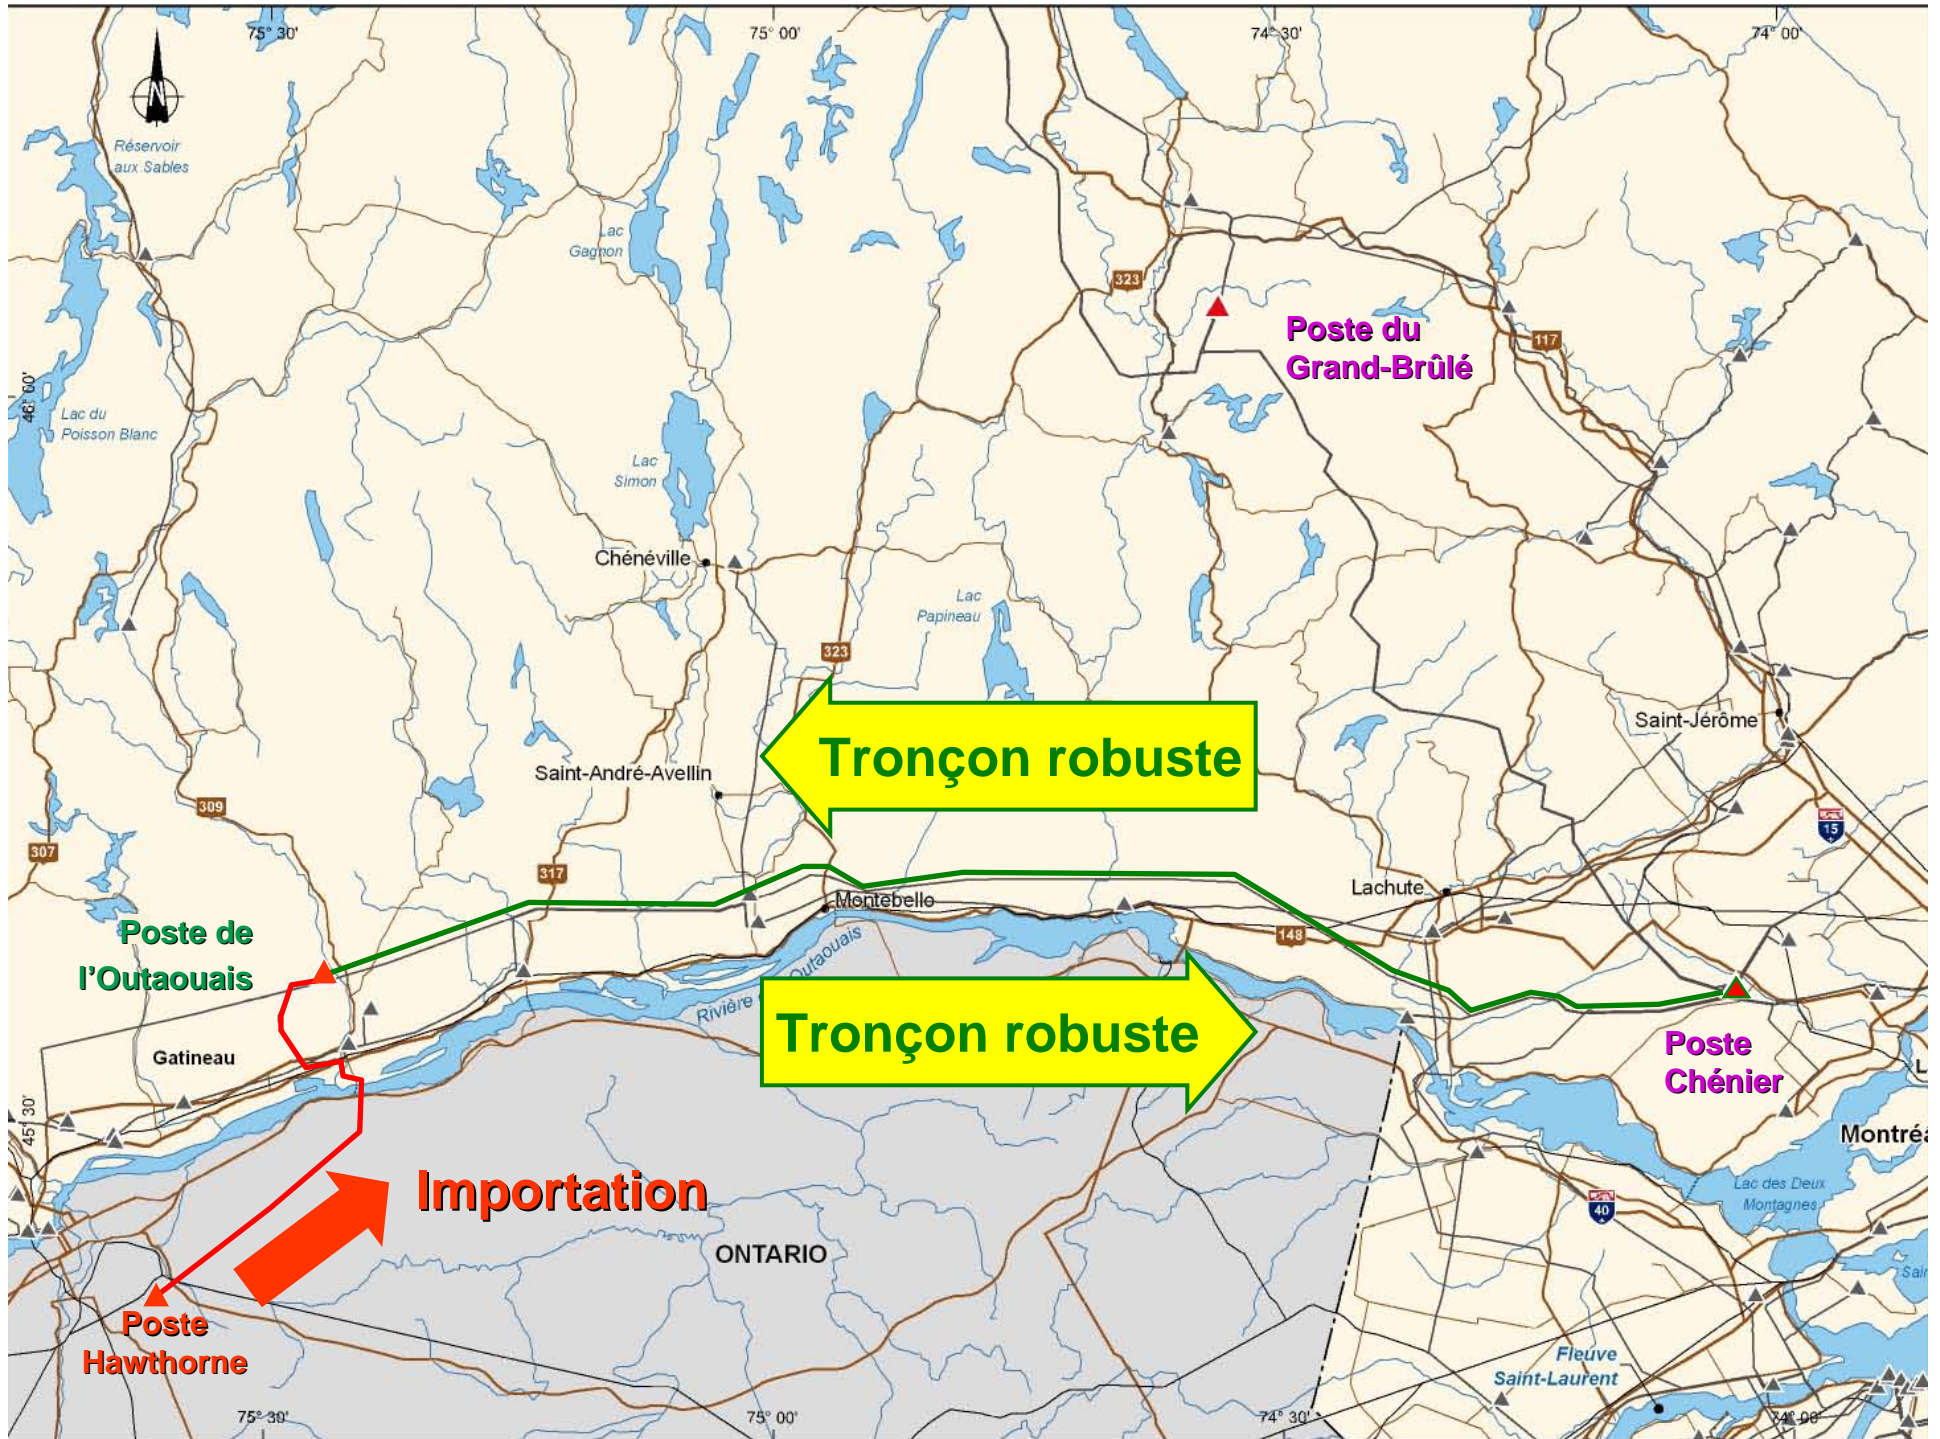 75° 30'
75° 00'
74° 30'
74° 00'
N
Réservoir
aux Sables
Lac
Gagnon
323
Poste du
Grand-Brûlé
117
46° 00'
Lac du
Poisson Blanc
Lac
Simon
Chénéville
Lac
Papineau
323
Saint-Jérôme
Tronçon robuste
Saint-André-Avellin
309
15
307
317
Lachute
Montebello
Poste de
l'Outaouais
148
Rivière
Outaouais
Tronçon robuste
Gatineau
Poste
Chénier
L
45° 30'
Montréa
Importation
Lac des Deux
Montagnes
40
ONTARIO
Sain
Poste
Hawthorne
Fleuve
Saint-Laurent
75° 30'
75° 00'
74° 30'
74° 00'